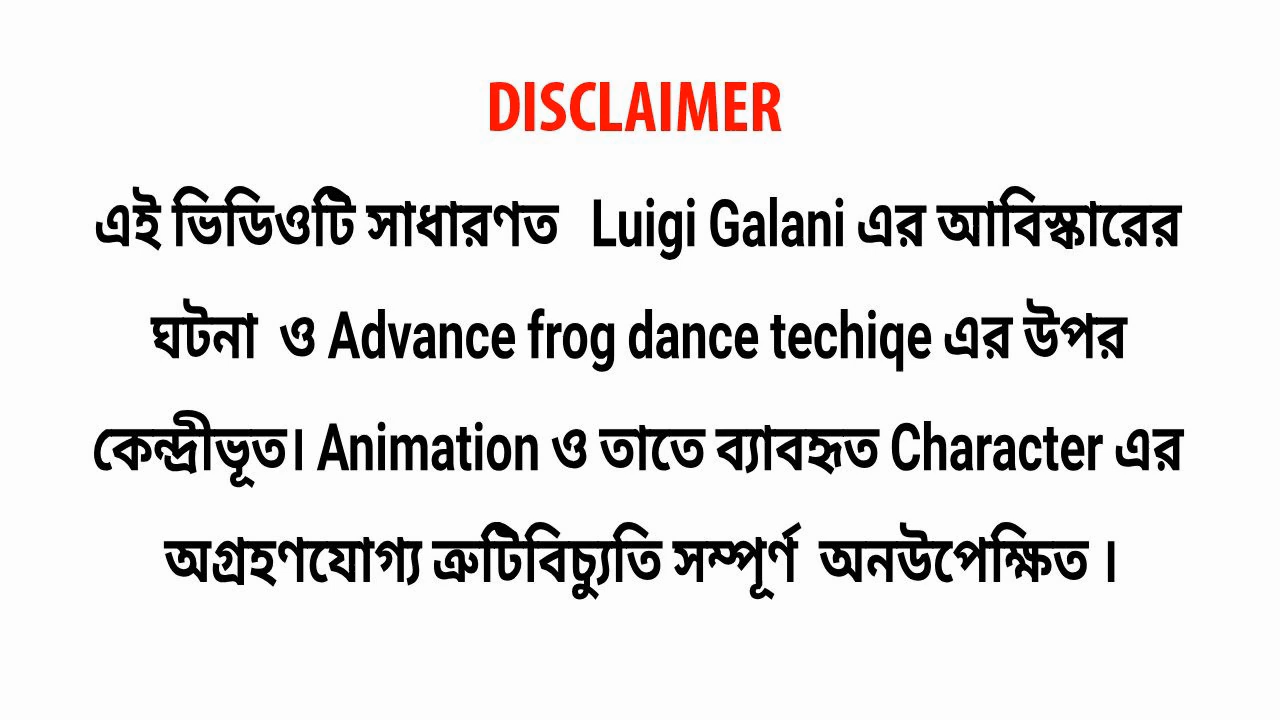 DISCLAIMER
এই ভিডিওটি সাধারণত Luigi Galani এর আবিস্কারের
ঘটনা ও Advance frog dance techiqe এর উপর
কেন্দ্রীভূত। Animation ও তাতে ব্যাবহৃত Character এর
অগ্রহণযোগ্য ত্রুটিবিচ্যুতি সম্পূর্ণ অনউপেক্ষিত ।